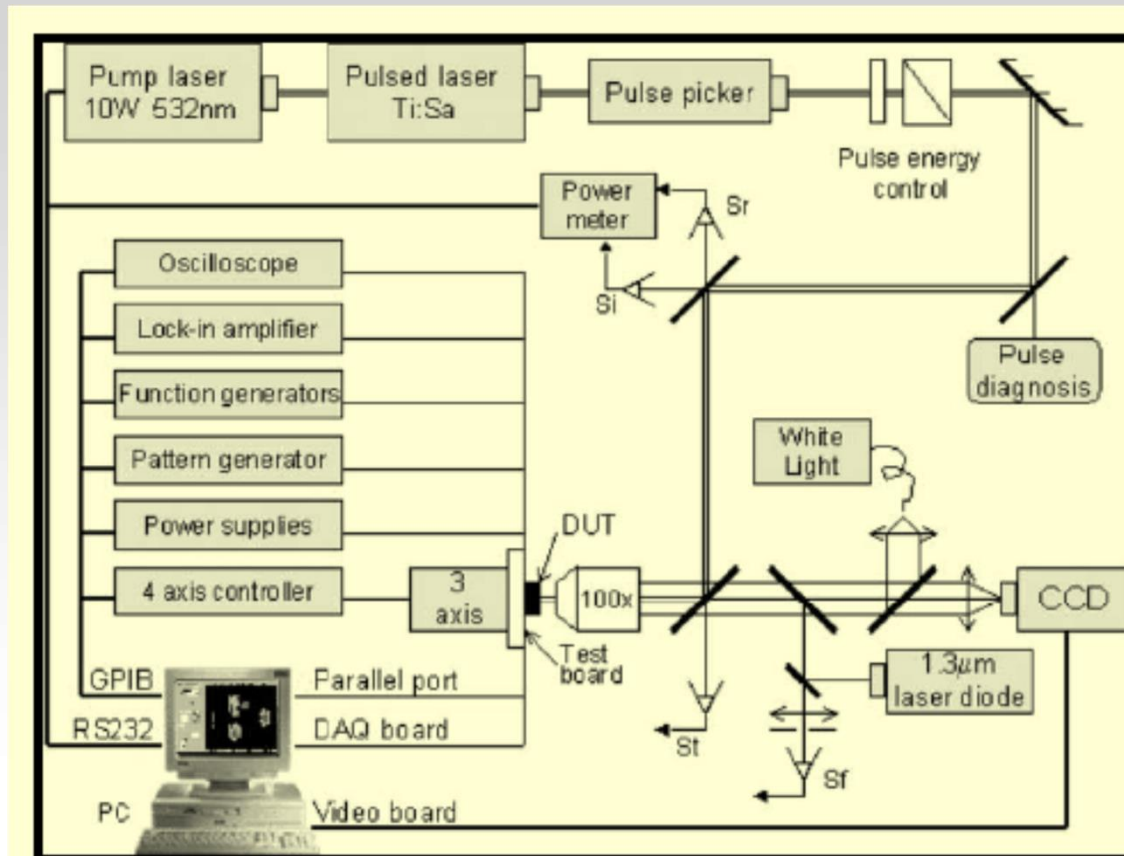 Pump laser
10W 532nm
Pulsed laser
Ti:Sa
Pulse picker
Pulse energy
control
Power
meter
Sr
Si
Oscilloscope
Lock-in amplifier
Function generators
Pattern generator
Power supplies
4 axis controller
3
axis
DUT
100x
Test
board
Pulse
diagnosis
White
Light
CCD
1.3µm
laser diode
St
Sf
GPIB
Parallel port
RS232
DAQ board
PC
Video board